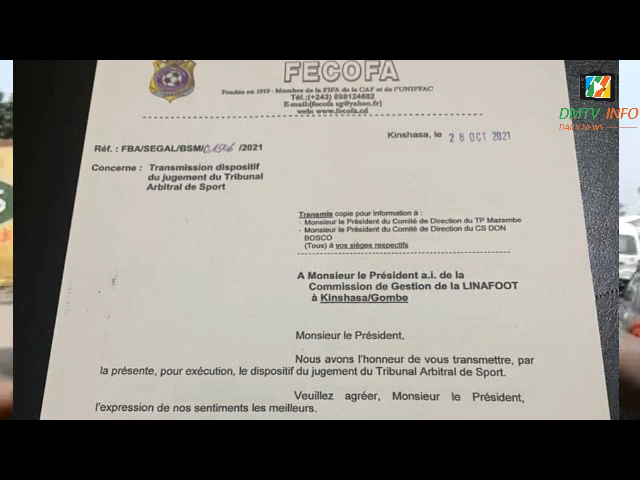 FECOFA
Fondée en 1919 - Membre de la FIFA de la CAF et de l'UNIFFAC
Tél.:(+243) 898124682
E-mail:(fecofa sg@yahoo.fr)
web: www.fecofa.cd
DMTV INFO
DAILY NEWS
Kinshasa, le 28 OCT 2021
Réf. : FBA/SEGAL/BSM/ /2021
Concerne : Transmission dispositif
du jugement du Tribunal
Arbitral de Sport
Transmis copie pour information à :
- Monsieur le Président du Comité de Direction du TP Mazembe
- Monsieur le Président du Comité de Direction du CS DON
BOSCO
(Tous) à vos sièges respectifs
A Monsieur le Président a.i. de la
Commission de Gestion de la LINAFOOT
à Kinshasa/Gombe
Monsieur le Président,
Nous avons l'honneur de vous transmettre, par
la présente, pour exécution, le dispositif du jugement du Tribunal Arbitral de Sport.
Veuillez agréer, Monsieur le Président,
l'expression de nos sentiments les meilleurs.